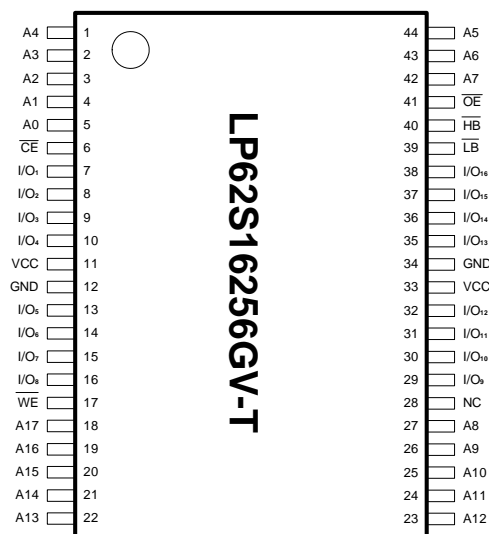 A4 1 44 A5
A3 2 43 A6
A2 3 42 A7
A1 4 41 OE
A0 5 40 HB
CE 6 39 LB
I/O₁ 7 38 I/O₁₆
I/O₂ 8 37 I/O₁₅
I/O₃ 9 36 I/O₁₄
I/O₄ 10 35 I/O₁₃
VCC 11 34 GND
GND 12 33 VCC
I/O₅ 13 32 I/O₁₂
I/O₆ 14 31 I/O₁₁
I/O₇ 15 30 I/O₁₀
I/O₈ 16 29 I/O₉
WE 17 28 NC
A17 18 27 A8
A16 19 26 A9
A15 20 25 A10
A14 21 24 A11
A13 22 23 A12
LP62S16256GV-T